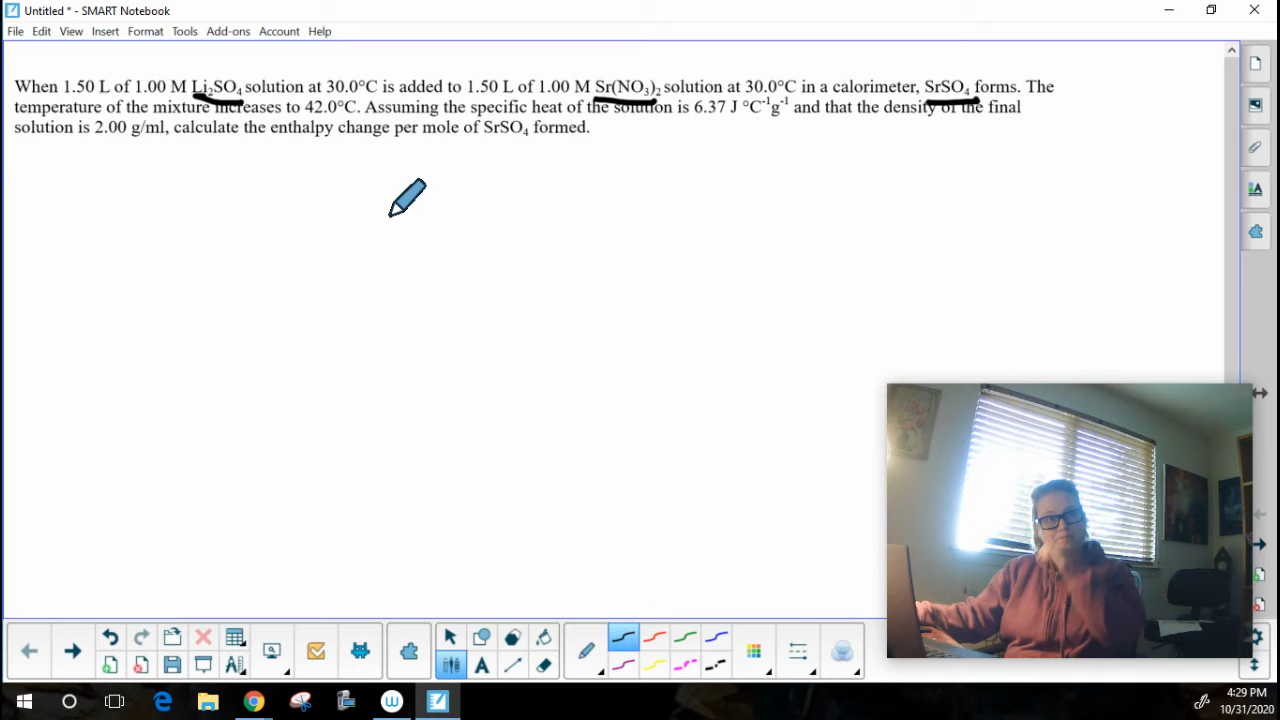 Untitled * - SMART Notebook
File Edit View Insert Format Tools Add-ons Account Help
When 1.50 L of 1.00 M Li₂SO₄ solution at 30.0°C is added to 1.50 L of 1.00 M Sr(NO₃)₂ solution at 30.0°C in a calorimeter, SrSO₄ forms. The
temperature of the mixture increases to 42.0°C. Assuming the specific heat of the solution is 6.37 J °C⁻¹g⁻¹ and that the density of the final
solution is 2.00 g/ml, calculate the enthalpy change per mole of SrSO₄ formed.
4:29 PM
10/31/2020